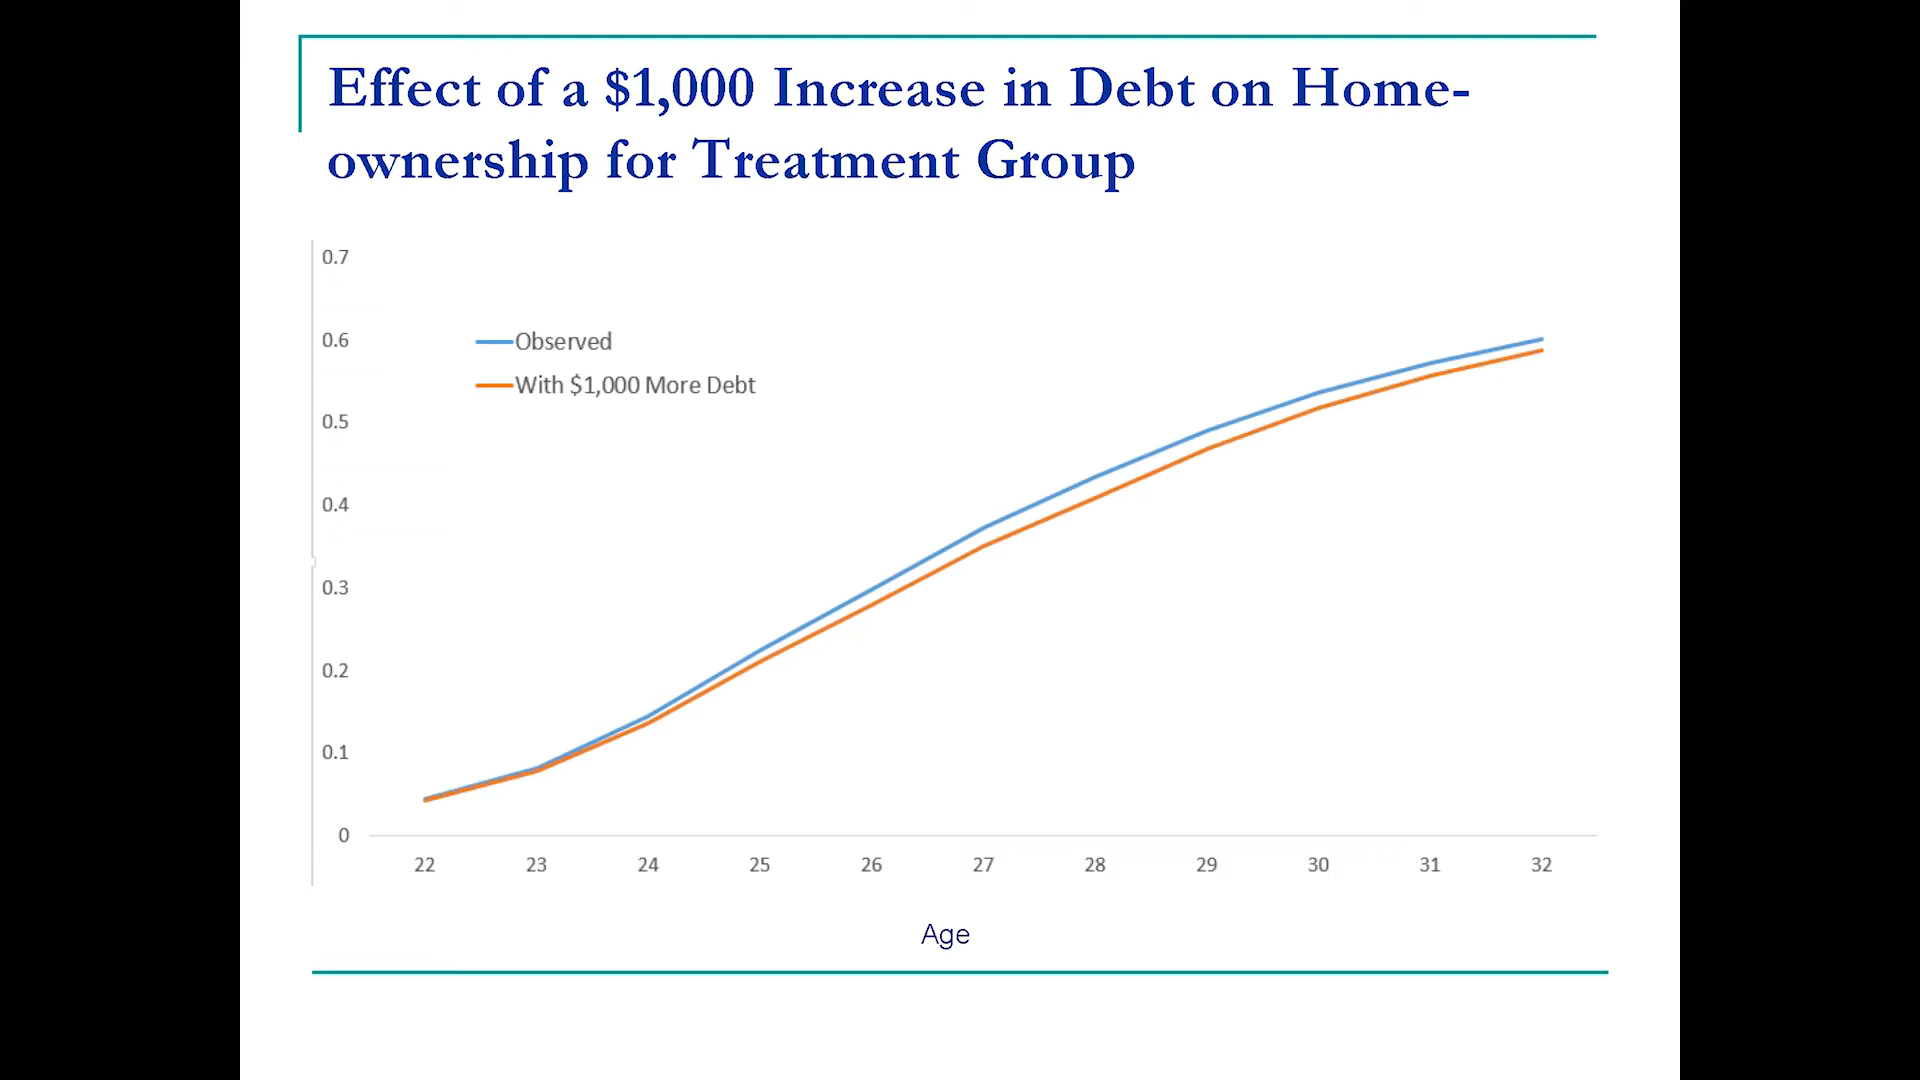 Effect of a $1,000 Increase in Debt on Home-
ownership for Treatment Group
0.7
0.6
0.5
0.4
0.3
0.2
0.1
0
Observed
With $1,000 More Debt
22 23 24 25 26 27 28 29 30 31 32
Age